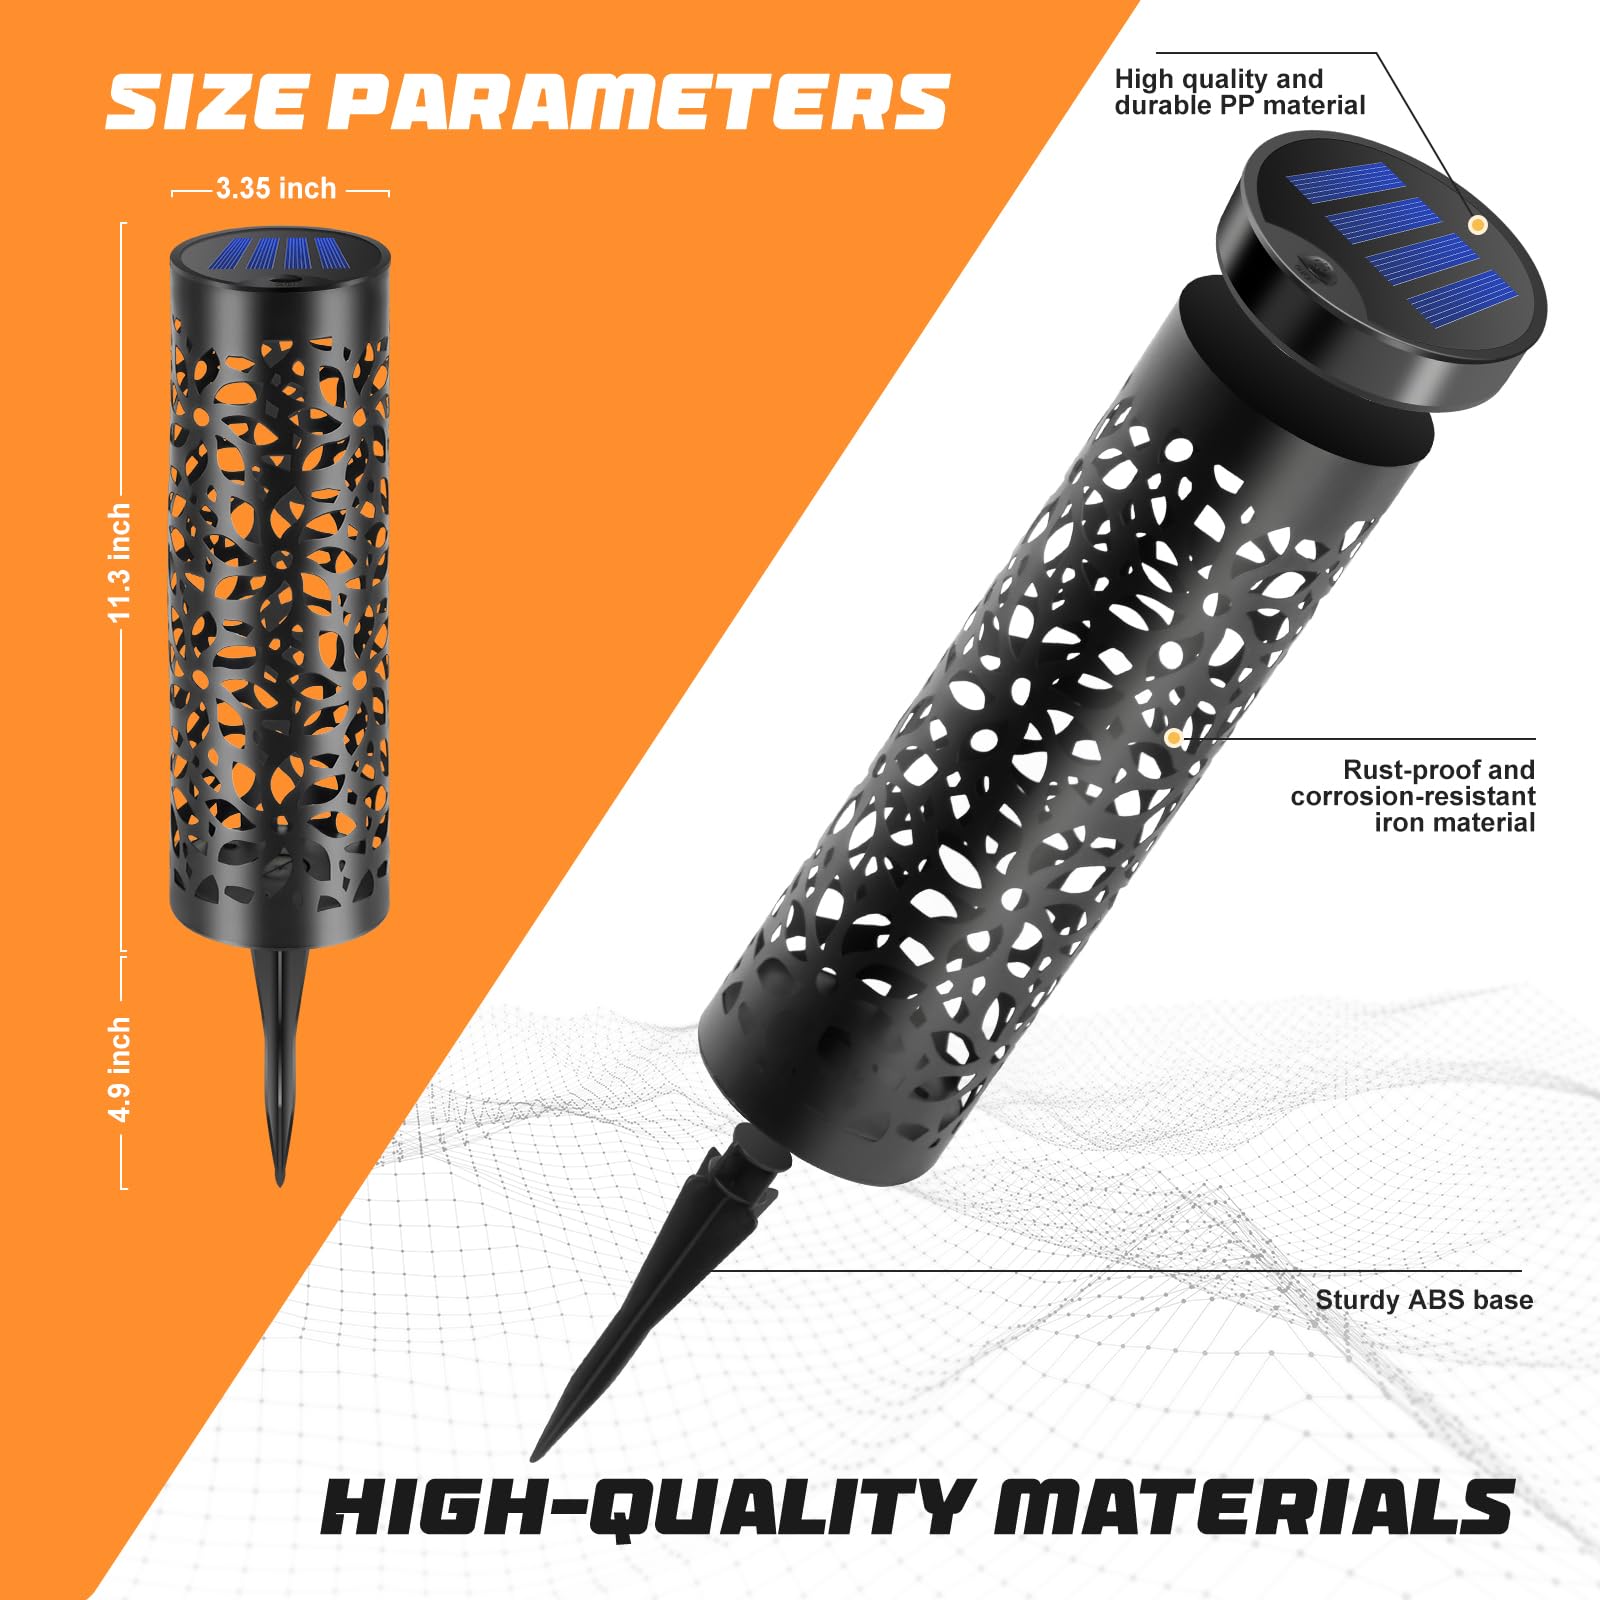 SIZE PARAMETERS
3.35 inch
11.3 inch
4.9 inch
High quality and
durable PP material
Rust-proof and
corrosion-resistant
iron material
Sturdy ABS base
HIGH-QUALITY MATERIALS